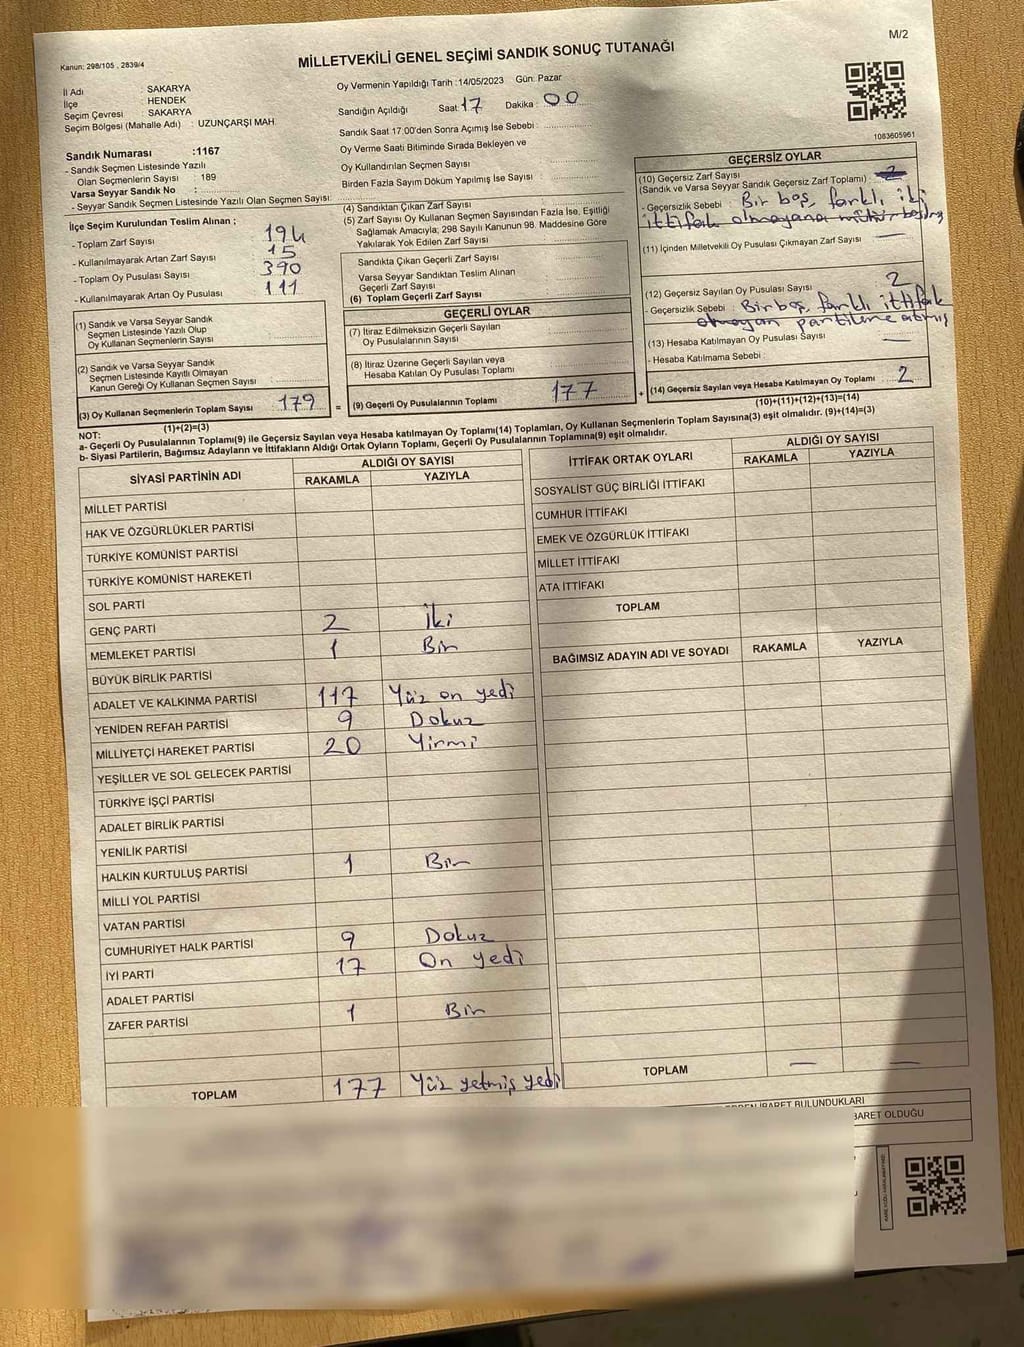 M/2
Kanun: 298/105 , 2839/4
MİLLETVEKİLİ GENEL SEÇİMİ SANDIK SONUÇ TUTANAĞI
İl Adı : SAKARYA
İlçe : HENDEK
Seçim Çevresi : SAKARYA
Seçim Bölgesi (Mahalle Adı) : UZUNÇARŞI MAH.
Oy Vermenin Yapıldığı Tarih :14/05/2023 Gün: Pazar
Sandığın Açıldığı Saat:17 Dakika : 00
Sandık Saat 17:00'den Sonra Açmış İse Sebebi :
Oy Verme Saati Bitiminde Sırada Bekleyen ve
Oy Kullandırılan Seçmen Sayısı
Birden Fazla Sayım Döküm Yapılmış İse Sayısı :
1083605961
Sandık Numarası :1167
- Sandık Seçmen Listesinde Yazılı
Olan Seçmenlerin Sayısı : 189
Varsa Seyyar Sandık No :
- Seyyar Sandık Seçmen Listesinde Yazılı Olan Seçmen Sayısı:
İlçe Seçim Kurulundan Teslim Alınan ;
- Toplam Zarf Sayısı 194
- Kullanılmayarak Artan Zarf Sayısı 15
- Toplam Oy Pusulası Sayısı 390
- Kullanılmayarak Artan Oy Pusulası 111
(1) Sandık ve Varsa Seyyar Sandık
Seçmen Listesinde Yazılı Olup
Oy Kullanan Seçmenlerin Sayısı
(2) Sandık ve Varsa Seyyar Sandık
Seçmen Listesinde Kayıtlı Olmayan
Kanun Gereği Oy Kullanan Seçmen Sayısı
(3) Oy Kullanan Seçmenlerin Toplam Sayısı 179
(1)+(2)=(3)
(4) Sandıktan Çıkan Zarf Sayısı
(5) Zarf Sayısı Oy Kullanan Seçmen Sayısından Fazla İse, Eşitliği
Sağlamak Amacıyla; 298 Sayılı Kanunun 98. Maddesine Göre
Yakılarak Yok Edilen Zarf Sayısı
Sandıkta Çıkan Geçerli Zarf Sayısı
Varsa Seyyar Sandıktan Teslim Alınan
Geçerli Zarf Sayısı
(6) Toplam Geçerli Zarf Sayısı
GEÇERLİ OYLAR
(7) İtiraz Edilmeksizin Geçerli Sayılan
Oy Pusulalarının Sayısı
(8) İtiraz Üzerine Geçerli Sayılan veya
Hesaba Katılan Oy Pusulası Toplamı
= (9) Geçerli Oy Pusulalarının Toplamı 177
GEÇERSİZ OYLAR
(10) Geçersiz Zarf Sayısı
(Sandık ve Varsa Seyyar Sandık Geçersiz Zarf Toplamı)
- Geçersizlik Sebebi : Bir boş, farklı iki
ittifak olmayana mühür basılmış
(11) İçinden Milletvekili Oy Pusulası Çıkmayan Zarf Sayısı —
(12) Geçersiz Sayılan Oy Pusulası Sayısı 2
- Geçersizlik Sebebi : Bir boş, farklı ittifak
olmayan partilere atılmış
(13) Hesaba Katılmayan Oy Pusulası Sayısı —
- Hesaba Katılmama Sebebi :
+ (14) Geçersiz Sayılan veya Hesaba Katılmayan Oy Toplamı 2
(10)+(11)+(12)+(13)=(14)
NOT:
a- Geçerli Oy Pusulalarının Toplamı(9) ile Geçersiz Sayılan veya Hesaba katılmayan Oy Toplamı(14) Toplamları, Oy Kullanan Seçmenlerin Toplam Sayısına(3) eşit olmalıdır. (9)+(14)=(3)
b- Siyasi Partilerin, Bağımsız Adayların ve İttifakların Aldığı Ortak Oyların Toplamı, Geçerli Oy Pusulalarının Toplamına(9) eşit olmalıdır.
SİYASİ PARTİNİN ADI ALDIĞI OY SAYISI
RAKAMLA YAZIYLA
MİLLET PARTİSİ
HAK VE ÖZGÜRLÜKLER PARTİSİ
TÜRKİYE KOMÜNİST PARTİSİ
TÜRKİYE KOMÜNİST HAREKETİ
SOL PARTİ
GENÇ PARTİ 2 İki
MEMLEKET PARTİSİ 1 Bir
BÜYÜK BİRLİK PARTİSİ
ADALET VE KALKINMA PARTİSİ 117 Yüz on yedi
YENİDEN REFAH PARTİSİ 9 Dokuz
MİLLİYETÇİ HAREKET PARTİSİ 20 Yirmi
YEŞİLLER VE SOL GELECEK PARTİSİ
TÜRKİYE İŞÇİ PARTİSİ
ADALET BİRLİK PARTİSİ
YENİLİK PARTİSİ
HALKIN KURTULUŞ PARTİSİ 1 Bir
MİLLİ YOL PARTİSİ
VATAN PARTİSİ
CUMHURİYET HALK PARTİSİ 9 Dokuz
İYİ PARTİ 17 On yedi
ADALET PARTİSİ
ZAFER PARTİSİ 1 Bir
TOPLAM 177 Yüz yetmiş yedi
İTTİFAK ORTAK OYLARI ALDIĞI OY SAYISI
RAKAMLA YAZIYLA
SOSYALİST GÜÇ BİRLİĞİ İTTİFAKI
CUMHUR İTTİFAKI
EMEK VE ÖZGÜRLÜK İTTİFAKI
MİLLET İTTİFAKI
ATA İTTİFAKI
TOPLAM
BAĞIMSIZ ADAYIN ADI VE SOYADI RAKAMLA YAZIYLA
TOPLAM — —
İBARET BULUNDUKLARI
BARET OLDUĞU